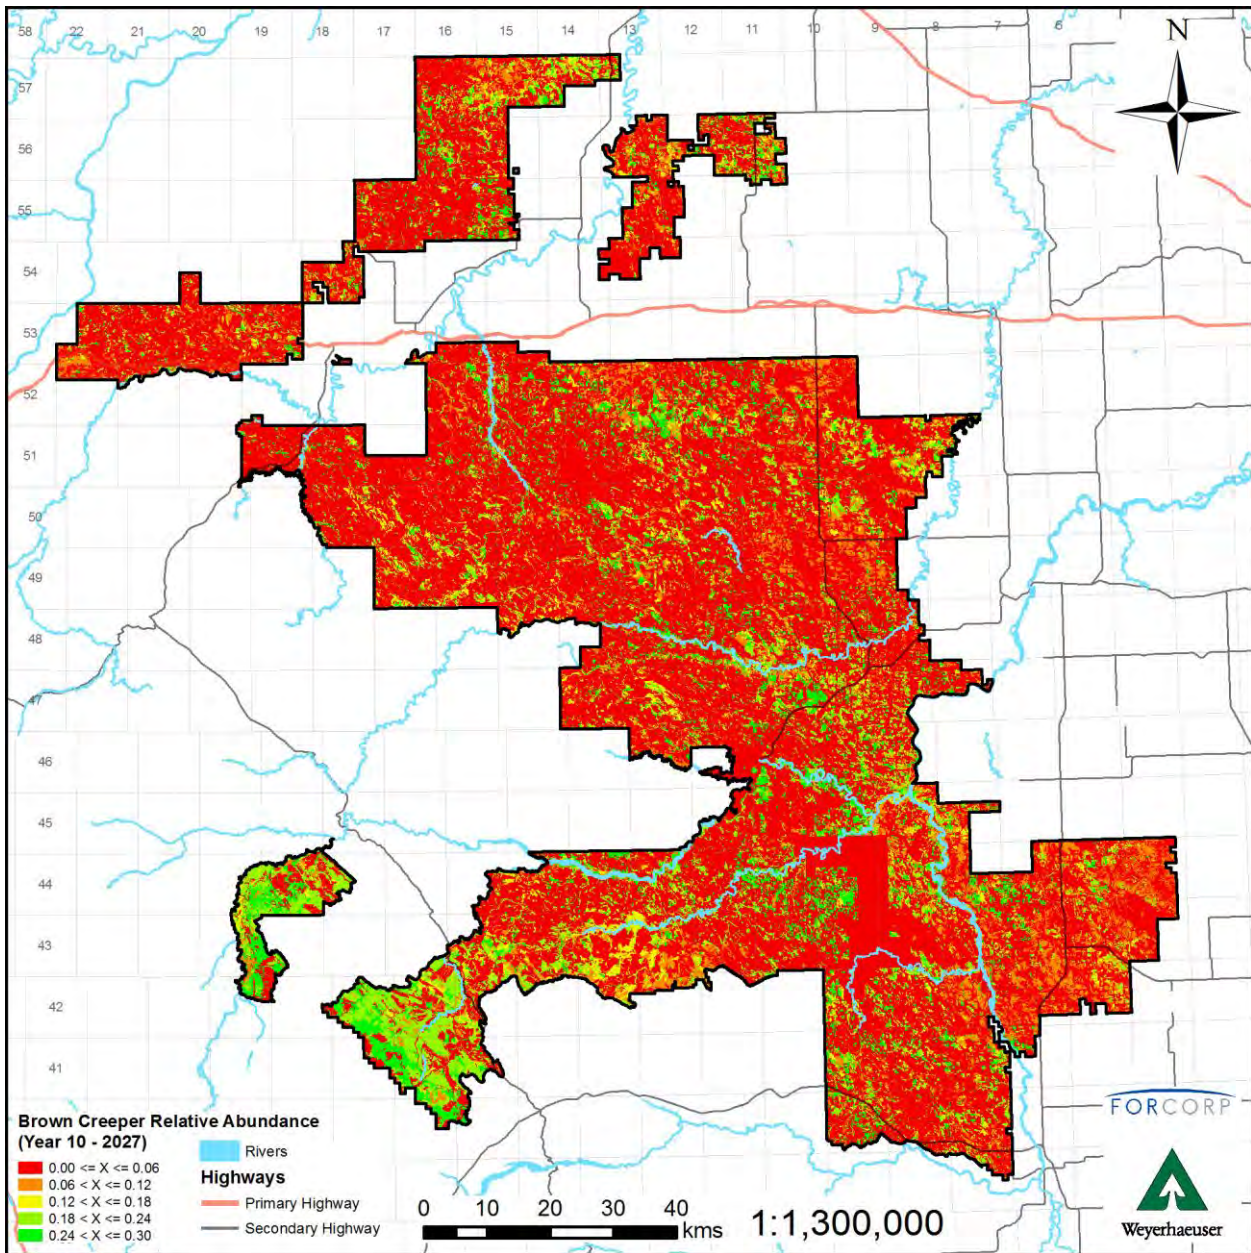 58 22 21 20 19 18 17 16 15 14 13 12 11 10 9 8 7 6
N
57
56
55
54
53
52
51
50
49
48
47
46
45
44
43
42
41
Brown Creeper Relative Abundance
(Year 10 - 2027)
0.00 <= X <= 0.06
0.06 < X <= 0.12
0.12 < X <= 0.18
0.18 < X <= 0.24
0.24 < X <= 0.30
Rivers
Highways
Primary Highway
Secondary Highway
0 10 20 30 40
kms
1:1,300,000
FORCORP
Weyerhaeuser